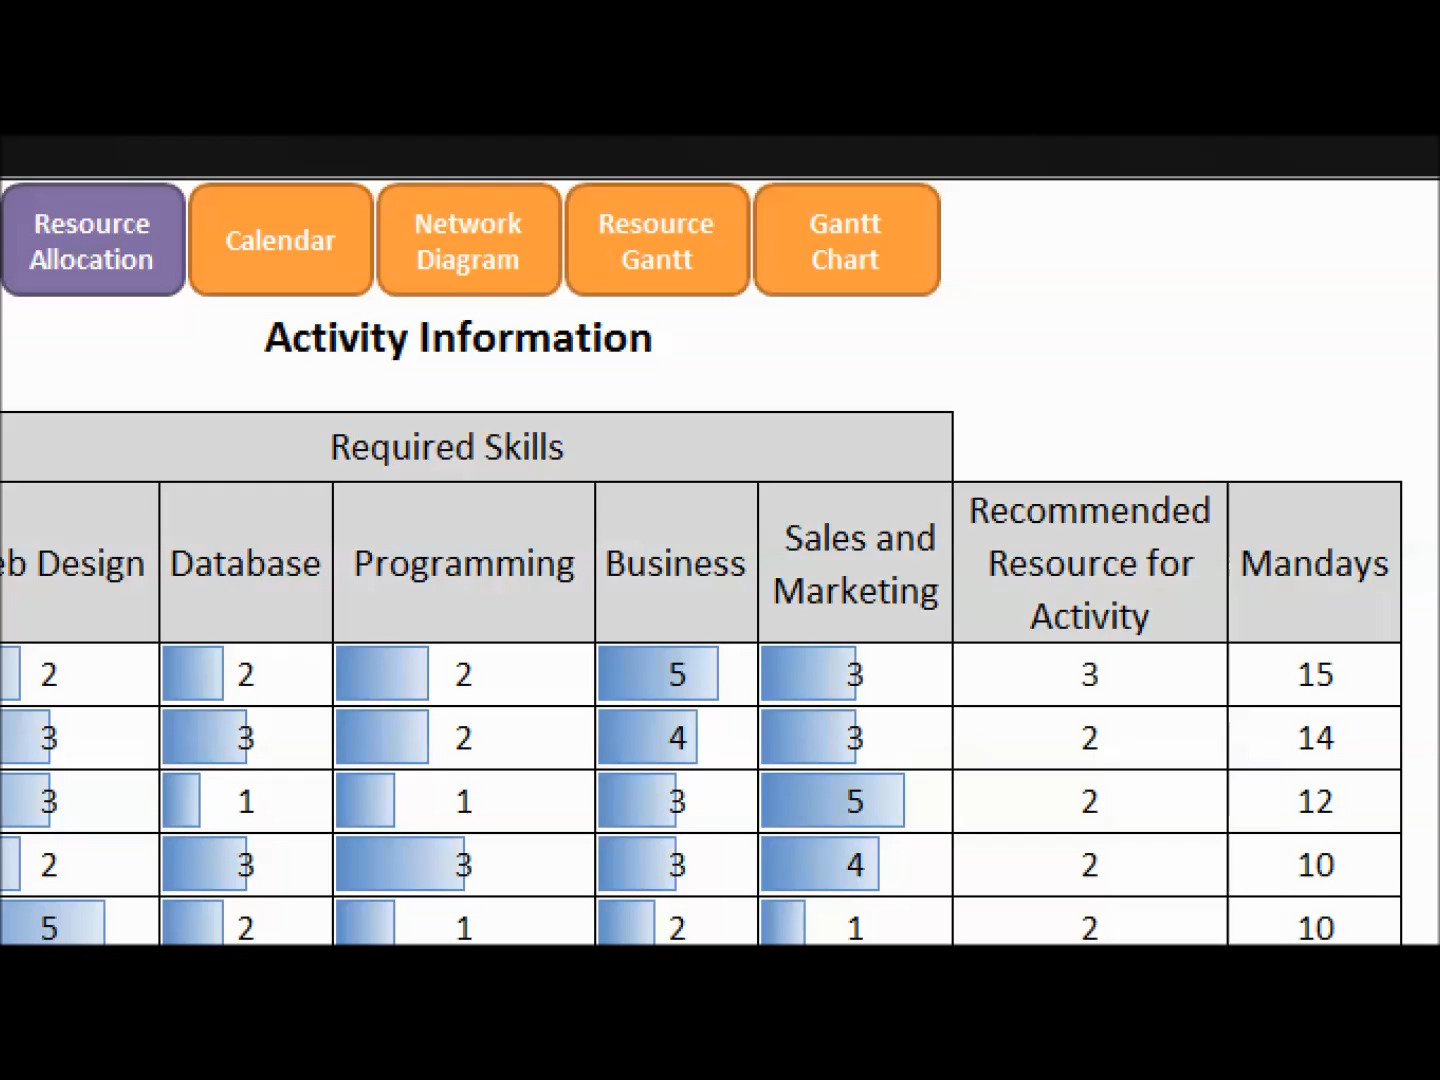 Resource Allocation
Calendar
Network Diagram
Resource Gantt
Gantt Chart
Activity Information
Required Skills
eb Design
Database
Programming
Business
Sales and Marketing
Recommended Resource for Activity
Mandays
2 2 2 5 3 3 15
3 3 2 4 3 2 14
3 1 1 3 5 2 12
2 3 3 3 4 2 10
5 2 1 2 1 2 10